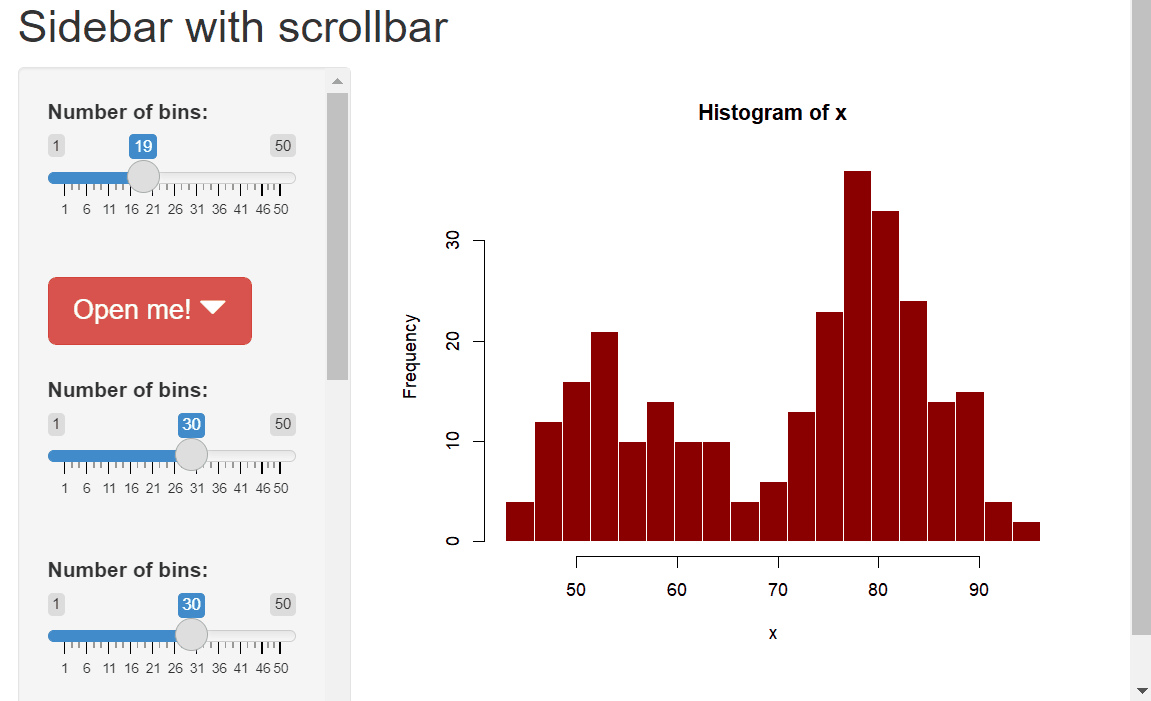 Sidebar with scrollbar
Number of bins:
1 19 50
1 6 11 16 21 26 31 36 41 46 50
Open me!
Number of bins:
1 30 50
1 6 11 16 21 26 31 36 41 46 50
Number of bins:
1 30 50
1 6 11 16 21 26 31 36 41 46 50
Histogram of x
Frequency
30
20
10
0
50 60 70 80 90
x